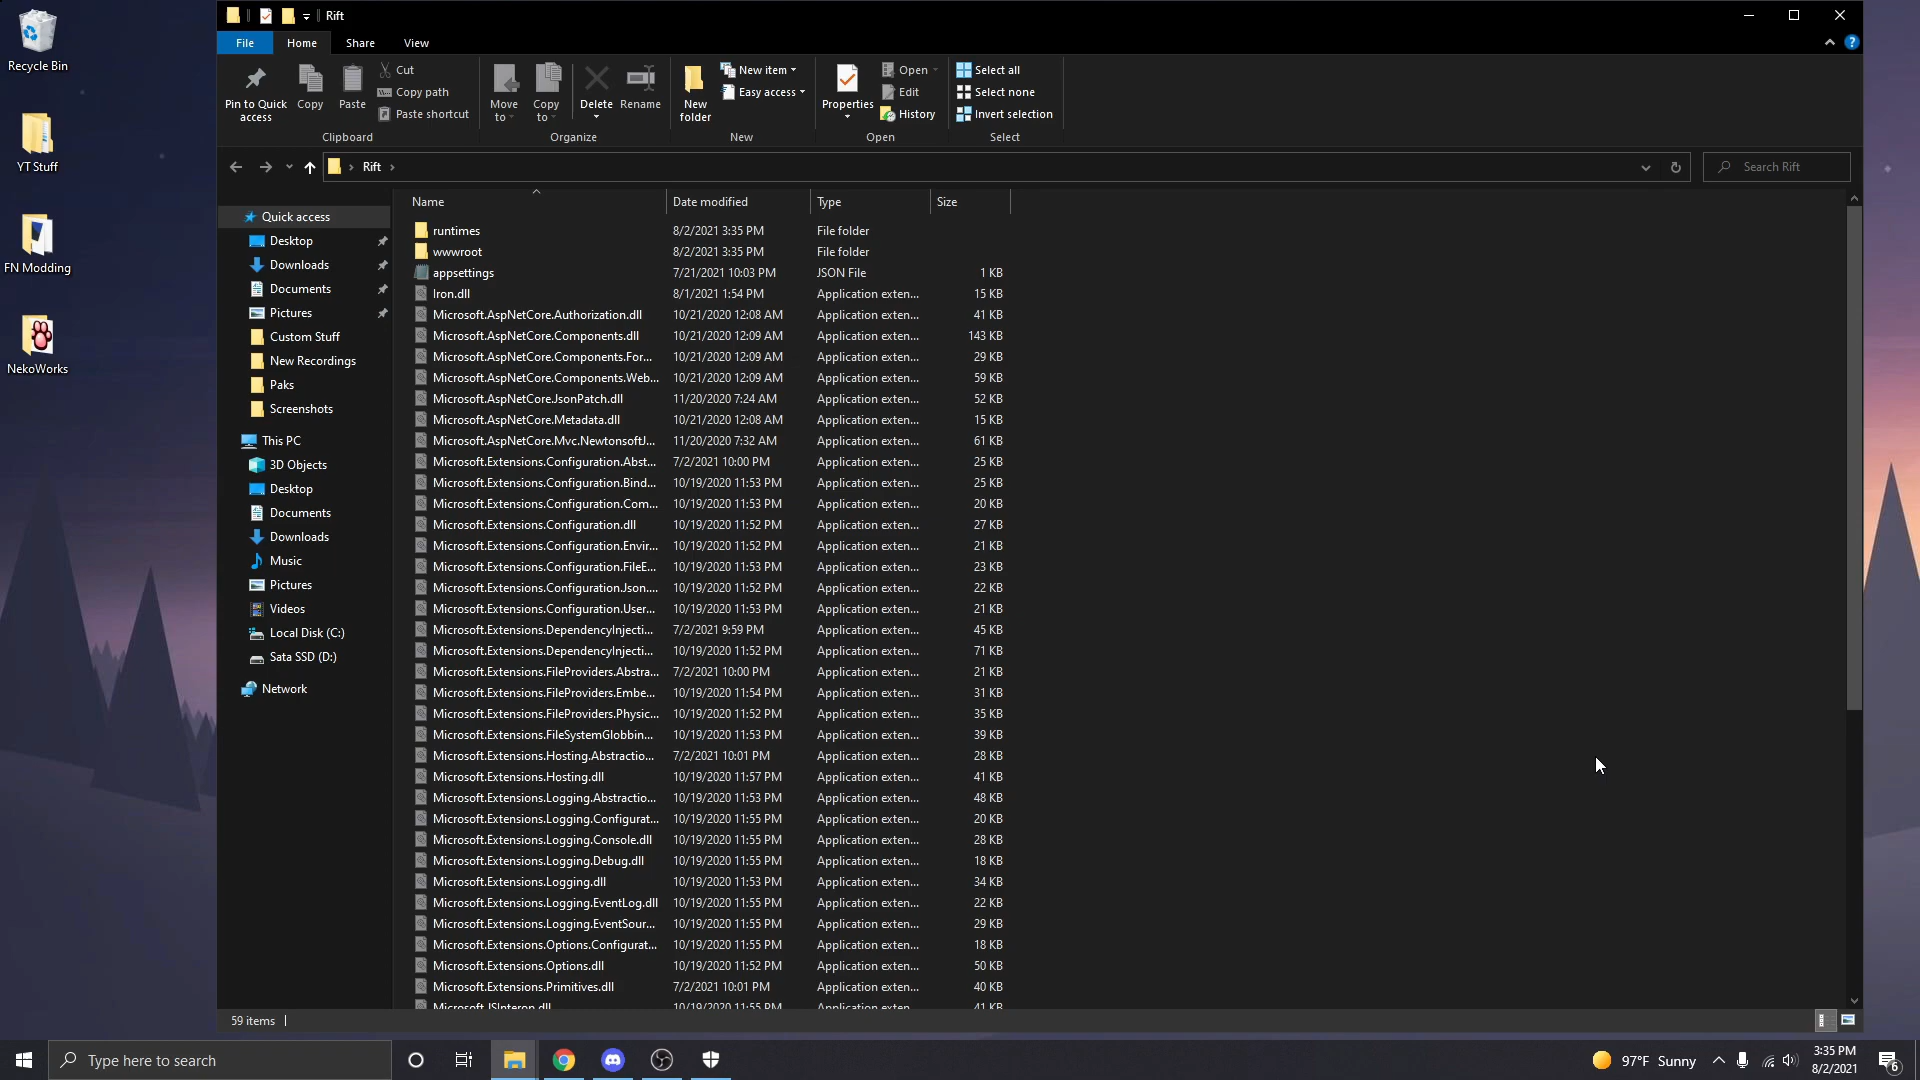 Recycle Bin
YT Stuff
FN Modding
NekoWorks
Rift
File Home Share View
Pin to Quick access
Copy
Paste
Cut
Copy path
Paste shortcut
Clipboard
Move to
Copy to
Delete
Rename
Organize
New folder
New item
Easy access
New
Properties
Open
Edit
History
Open
Select all
Select none
Invert selection
Select
Rift
Search Rift
Quick access
Desktop
Downloads
Documents
Pictures
Custom Stuff
New Recordings
Paks
Screenshots
This PC
3D Objects
Desktop
Documents
Downloads
Music
Pictures
Videos
Local Disk (C:)
Sata SSD (D:)
Network
Name Date modified Type Size
runtimes 8/2/2021 3:35 PM File folder
wwwroot 8/2/2021 3:35 PM File folder
appsettings 7/21/2021 10:03 PM JSON File 1 KB
Iron.dll 8/1/2021 1:54 PM Application exten... 15 KB
Microsoft.AspNetCore.Authorization.dll 10/21/2020 12:08 AM Application exten... 41 KB
Microsoft.AspNetCore.Components.dll 10/21/2020 12:09 AM Application exten... 143 KB
Microsoft.AspNetCore.Components.For... 10/21/2020 12:09 AM Application exten... 29 KB
Microsoft.AspNetCore.Components.Web... 10/21/2020 12:09 AM Application exten... 59 KB
Microsoft.AspNetCore.JsonPatch.dll 11/20/2020 7:24 AM Application exten... 52 KB
Microsoft.AspNetCore.Metadata.dll 10/21/2020 12:08 AM Application exten... 15 KB
Microsoft.AspNetCore.Mvc.NewtonsoftJ... 11/20/2020 7:32 AM Application exten... 61 KB
Microsoft.Extensions.Configuration.Abst... 7/2/2021 10:00 PM Application exten... 25 KB
Microsoft.Extensions.Configuration.Bind... 10/19/2020 11:53 PM Application exten... 25 KB
Microsoft.Extensions.Configuration.Com... 10/19/2020 11:53 PM Application exten... 20 KB
Microsoft.Extensions.Configuration.dll 10/19/2020 11:52 PM Application exten... 27 KB
Microsoft.Extensions.Configuration.Envir... 10/19/2020 11:52 PM Application exten... 21 KB
Microsoft.Extensions.Configuration.FileE... 10/19/2020 11:53 PM Application exten... 23 KB
Microsoft.Extensions.Configuration.Json.... 10/19/2020 11:52 PM Application exten... 22 KB
Microsoft.Extensions.Configuration.User... 10/19/2020 11:53 PM Application exten... 21 KB
Microsoft.Extensions.DependencyInjecti... 7/2/2021 9:59 PM Application exten... 45 KB
Microsoft.Extensions.DependencyInjecti... 10/19/2020 11:52 PM Application exten... 71 KB
Microsoft.Extensions.FileProviders.Abstra... 7/2/2021 10:00 PM Application exten... 21 KB
Microsoft.Extensions.FileProviders.Embe... 10/19/2020 11:54 PM Application exten... 31 KB
Microsoft.Extensions.FileProviders.Physic... 10/19/2020 11:52 PM Application exten... 35 KB
Microsoft.Extensions.FileSystemGlobbin... 10/19/2020 11:53 PM Application exten... 39 KB
Microsoft.Extensions.Hosting.Abstractio... 7/2/2021 10:01 PM Application exten... 28 KB
Microsoft.Extensions.Hosting.dll 10/19/2020 11:57 PM Application exten... 41 KB
Microsoft.Extensions.Logging.Abstractio... 10/19/2020 11:53 PM Application exten... 48 KB
Microsoft.Extensions.Logging.Configurat... 10/19/2020 11:55 PM Application exten... 20 KB
Microsoft.Extensions.Logging.Console.dll 10/19/2020 11:55 PM Application exten... 28 KB
Microsoft.Extensions.Logging.Debug.dll 10/19/2020 11:55 PM Application exten... 18 KB
Microsoft.Extensions.Logging.dll 10/19/2020 11:53 PM Application exten... 34 KB
Microsoft.Extensions.Logging.EventLog.dll 10/19/2020 11:55 PM Application exten... 22 KB
Microsoft.Extensions.Logging.EventSour... 10/19/2020 11:55 PM Application exten... 29 KB
Microsoft.Extensions.Options.Configurat... 10/19/2020 11:55 PM Application exten... 18 KB
Microsoft.Extensions.Options.dll 10/19/2020 11:52 PM Application exten... 50 KB
Microsoft.Extensions.Primitives.dll 7/2/2021 10:01 PM Application exten... 40 KB
Microsoft.JSInterop.dll 10/19/2020 11:55 PM Application exten... 41 KB
59 items
Type here to search
97°F Sunny
3:35 PM
8/2/2021
6